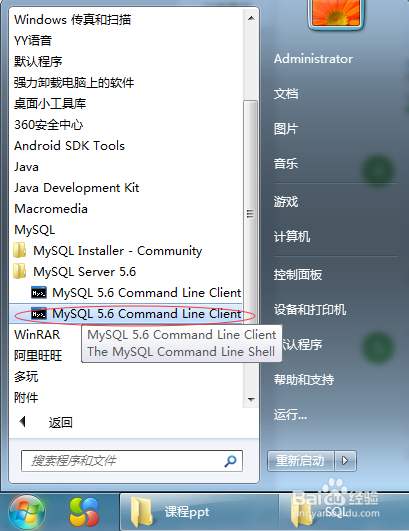 Windows 传真和扫描
YY语音
默认程序
强力卸载电脑上的软件
桌面小工具库
360安全中心
Android SDK Tools
Java
Java Development Kit
Macromedia
MySQL
MySQL Installer - Community
MySQL Server 5.6
MySQL 5.6 Command Line Client
MySQL 5.6 Command Line Client
MySQL 5.6 Command Line Client
The MySQL Command Line Shell
WinRAR
阿里旺旺
多玩
附件
返回
搜索程序和文件
Administrator
文档
图片
音乐
游戏
计算机
控制面板
设备和打印机
默认程序
帮助和支持
运行...
重新启动
课程ppt
SQL
Baidu 经验
jingyan.baidu.com